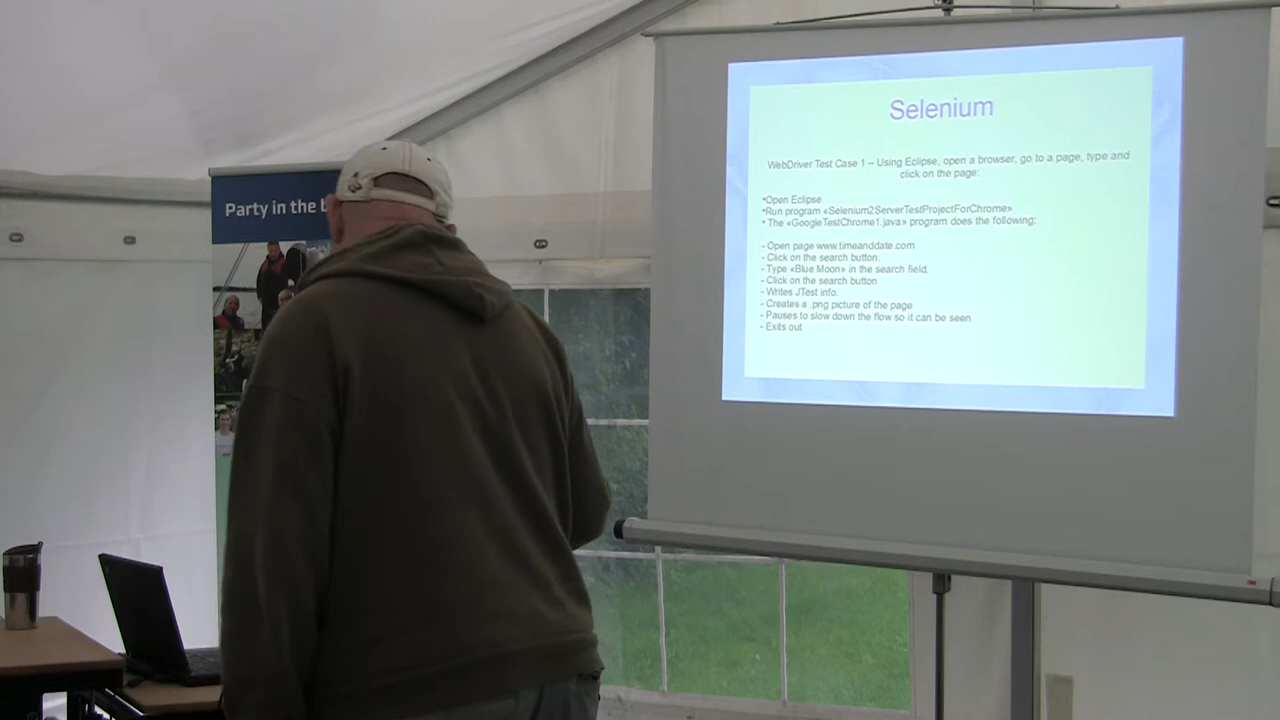 Selenium
WebDriver Test Case 1 – Using Eclipse, open a browser, go to a page, type and
click on the page:
•Open Eclipse
•Run program «Selenium2ServerTestProjectForChrome»
• The «GoogleTestChrome1.java» program does the following:
- Open page www.timeanddate.com
- Click on the search button.
- Type «Blue Moon» in the search field.
- Click on the search button
- Writes JTest info.
- Creates a .png picture of the page
- Pauses to slow down the flow so it can be seen
- Exits out
Party in the